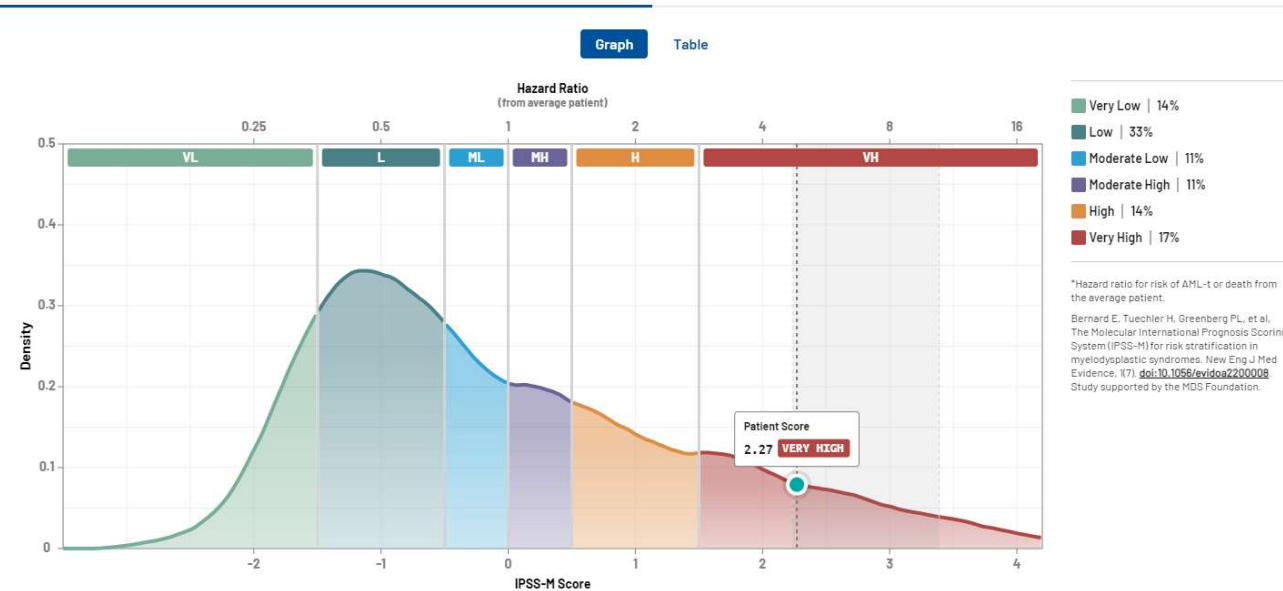 Graph
Table
Hazard Ratio
(from average patient)
0.25 0.5 1 2 4 8 16
VL L ML MH H VH
0.5
0.4
0.3
0.2
0.1
0
Density
Patient Score
2.27 VERY HIGH
-2 -1 0 1 2 3 4
IPSS-M Score
Very Low | 14%
Low | 33%
Moderate Low | 11%
Moderate High | 11%
High | 14%
Very High | 17%
*Hazard ratio for risk of AML-t or death from
the average patient.
Bernard E, Tuechler H, Greenberg PL, et al,
The Molecular International Prognosis Scoring
System (IPSS-M) for risk stratification in
myelodysplastic syndromes. New Eng J Med
Evidence, 1(7). doi:10.1056/evidoa2200008.
Study supported by the MDS Foundation.